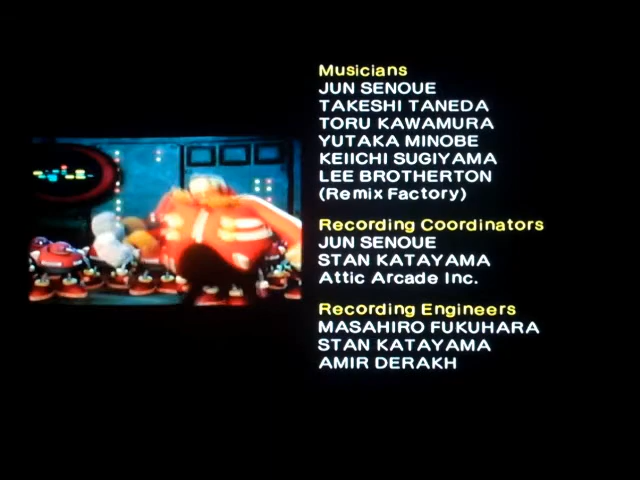 Musicians
JUN SENOUE
TAKESHI TANEDA
TORU KAWAMURA
YUTAKA MINOBE
KEIICHI SUGIYAMA
LEE BROTHERTON
(Remix Factory)
Recording Coordinators
JUN SENOUE
STAN KATAYAMA
Attic Arcade Inc.
Recording Engineers
MASAHIRO FUKUHARA
STAN KATAYAMA
AMIR DERAKH